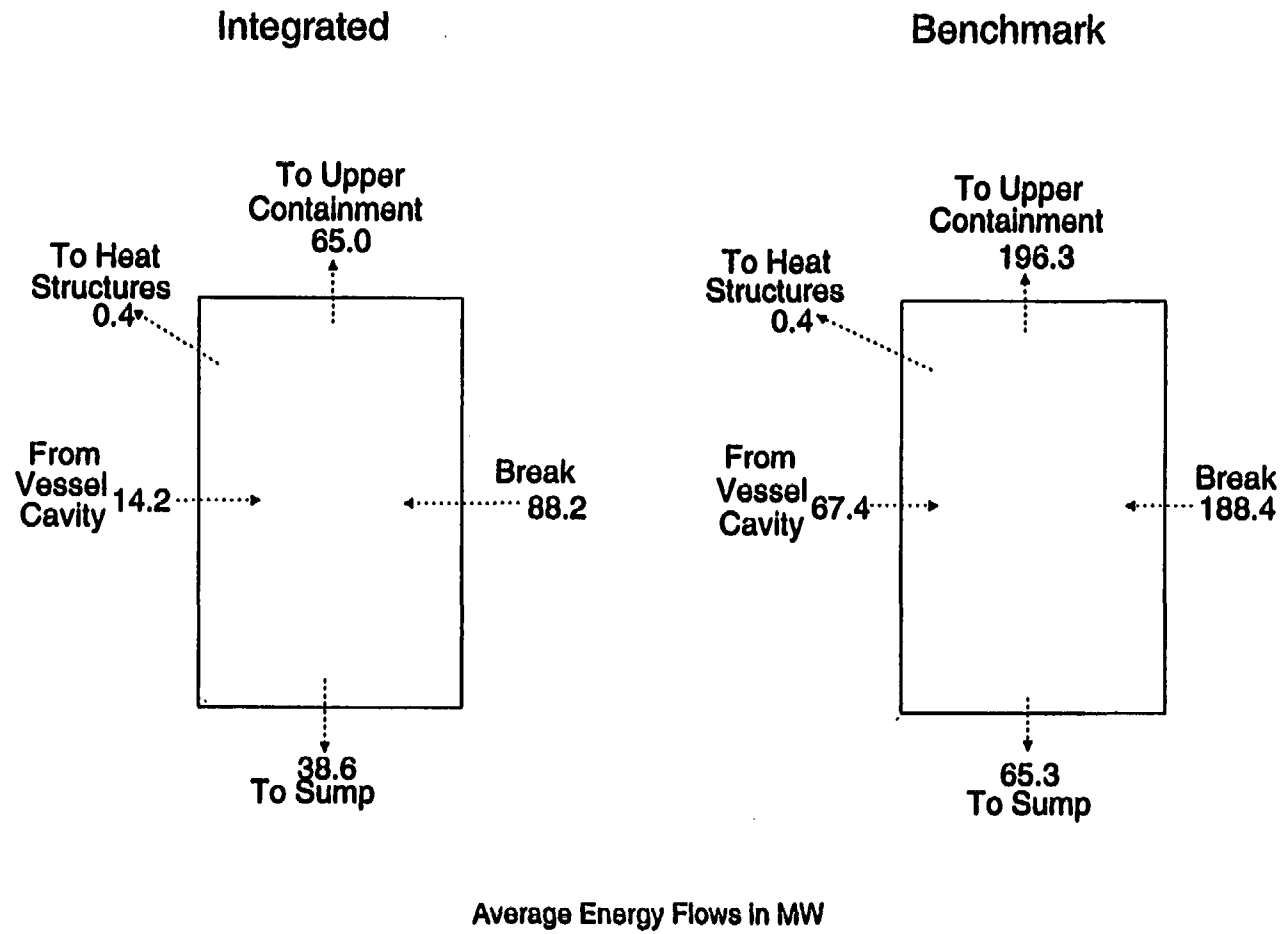 Integrated
Benchmark
To Upper
Containment
65.0
To Heat
Structures
0.4
From
Vessel
Cavity
14.2
Break
88.2
38.6
To Sump
To Upper
Containment
196.3
To Heat
Structures
0.4
From
Vessel
Cavity
67.4
Break
188.4
65.3
To Sump
Average Energy Flows in MW